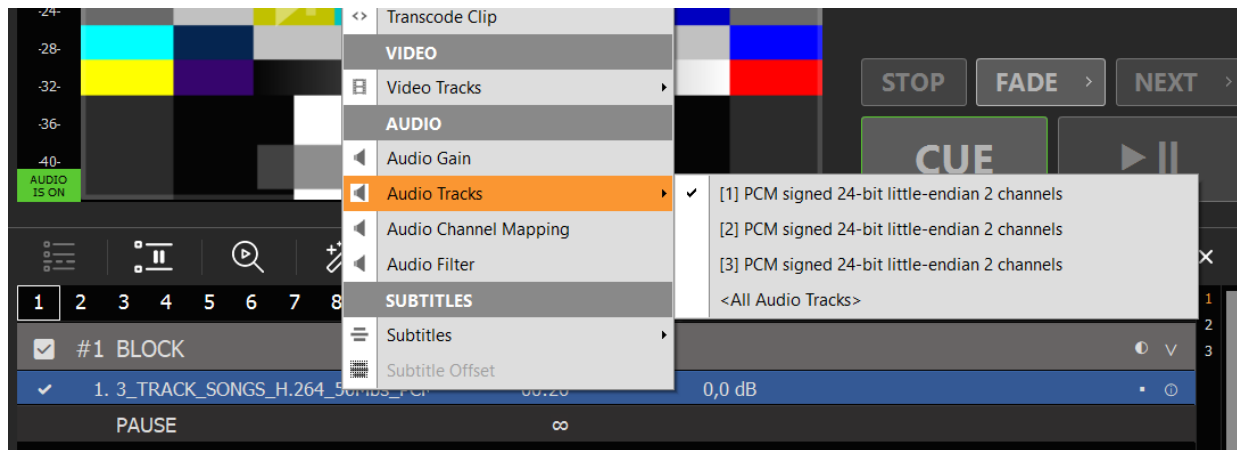 -24-
-28-
-32-
-36-
-40-
AUDIO
IS ON
Transcode Clip
VIDEO
Video Tracks
AUDIO
Audio Gain
Audio Tracks
Audio Channel Mapping
Audio Filter
SUBTITLES
Subtitles
Subtitle Offset
[1] PCM signed 24-bit little-endian 2 channels
[2] PCM signed 24-bit little-endian 2 channels
[3] PCM signed 24-bit little-endian 2 channels
<All Audio Tracks>
STOP FADE > NEXT >
CUE
1 2 3 4 5 6 7 8
#1 BLOCK
1. 3_TRACK_SONGS_H.264_50Mbs_PCM 00:20 0,0 dB
PAUSE ∞
1
2
3